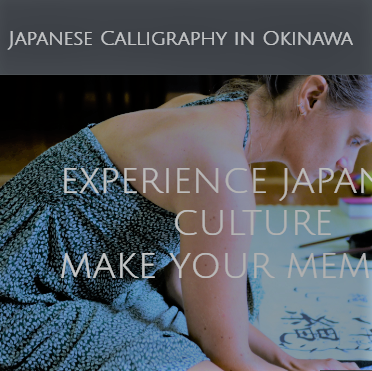 Japanese Calligraphy in Okinawa
EXPERIENCE JAPAN
CULTURE
MAKE YOUR MEM